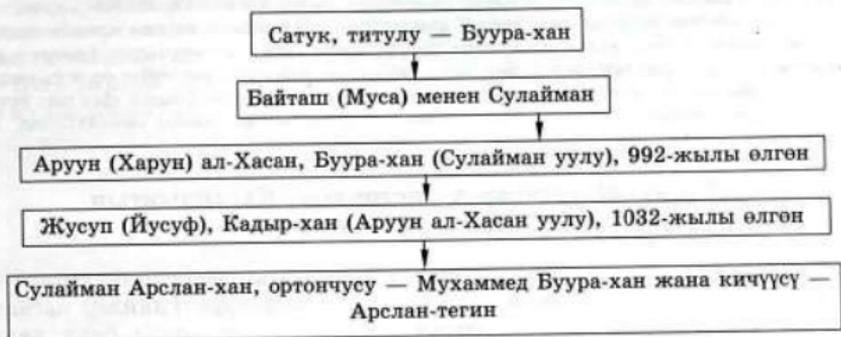 Сатук, титулу — Буура-хан
Байташ (Муса) менен Сулайман
Аруун (Харун) ал-Хасан, Буура-хан (Сулайман уулу), 992-жылы өлгөн
Жусуп (Йусуф), Кадыр-хан (Аруун ал-Хасан уулу), 1032-жылы өлгөн
Сулайман Арслан-хан, ортончусу — Мухаммед Буура-хан жана кичүүсү —
Арслан-тегин